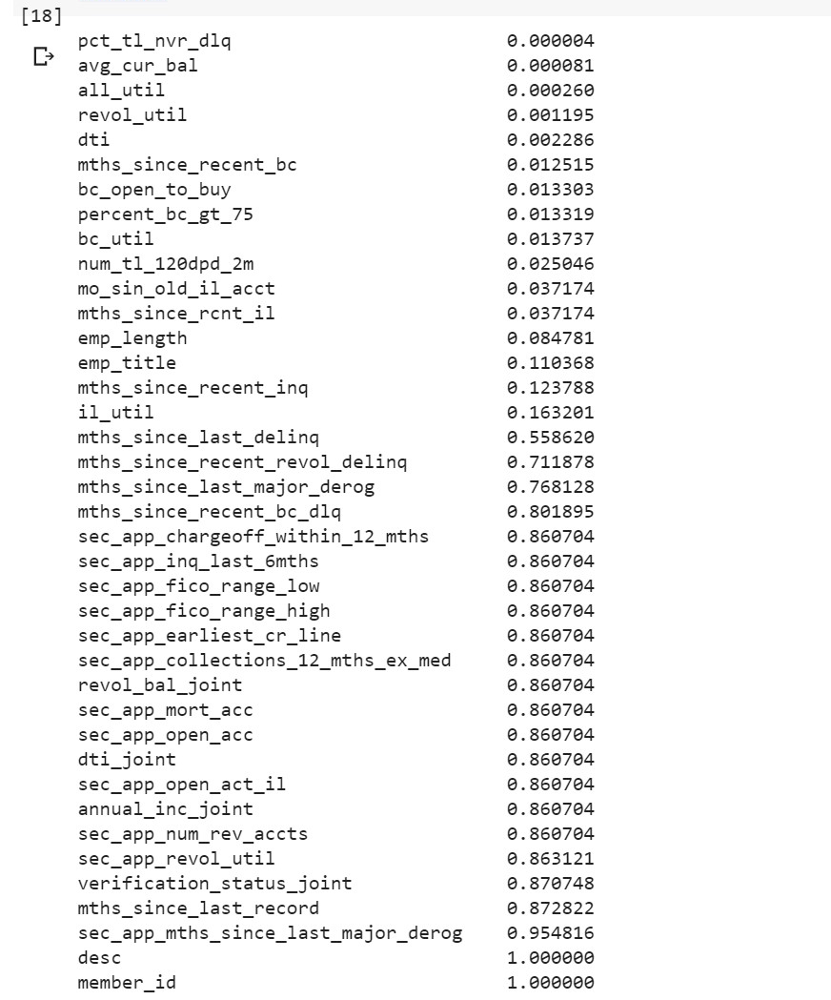 [18]
pct_tl_nvr_dlq 0.000004
avg_cur_bal 0.000081
all_util 0.000260
revol_util 0.001195
dti 0.002286
mths_since_recent_bc 0.012515
bc_open_to_buy 0.013303
percent_bc_gt_75 0.013319
bc_util 0.013737
num_tl_120dpd_2m 0.025046
mo_sin_old_il_acct 0.037174
mths_since_rcnt_il 0.037174
emp_length 0.084781
emp_title 0.110368
mths_since_recent_inq 0.123788
il_util 0.163201
mths_since_last_delinq 0.558620
mths_since_recent_revol_delinq 0.711878
mths_since_last_major_derog 0.768128
mths_since_recent_bc_dlq 0.801895
sec_app_chargeoff_within_12_mths 0.860704
sec_app_inq_last_6mths 0.860704
sec_app_fico_range_low 0.860704
sec_app_fico_range_high 0.860704
sec_app_earliest_cr_line 0.860704
sec_app_collections_12_mths_ex_med 0.860704
revol_bal_joint 0.860704
sec_app_mort_acc 0.860704
sec_app_open_acc 0.860704
dti_joint 0.860704
sec_app_open_act_il 0.860704
annual_inc_joint 0.860704
sec_app_num_rev_accts 0.860704
sec_app_revol_util 0.863121
verification_status_joint 0.870748
mths_since_last_record 0.872822
sec_app_mths_since_last_major_derog 0.954816
desc 1.000000
member_id 1.000000